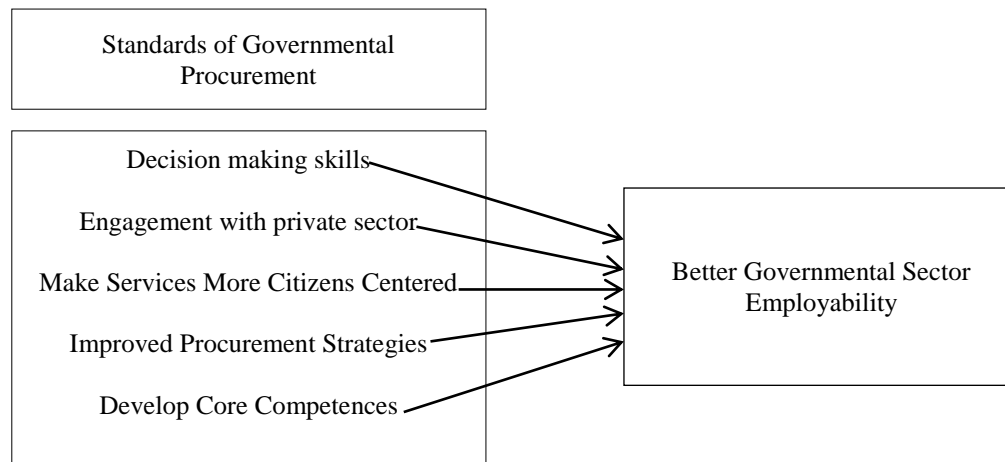 Standards of Governmental
Procurement
Decision making skills
Engagement with private sector
Make Services More Citizens Centered
Improved Procurement Strategies
Develop Core Competences
Better Governmental Sector
Employability